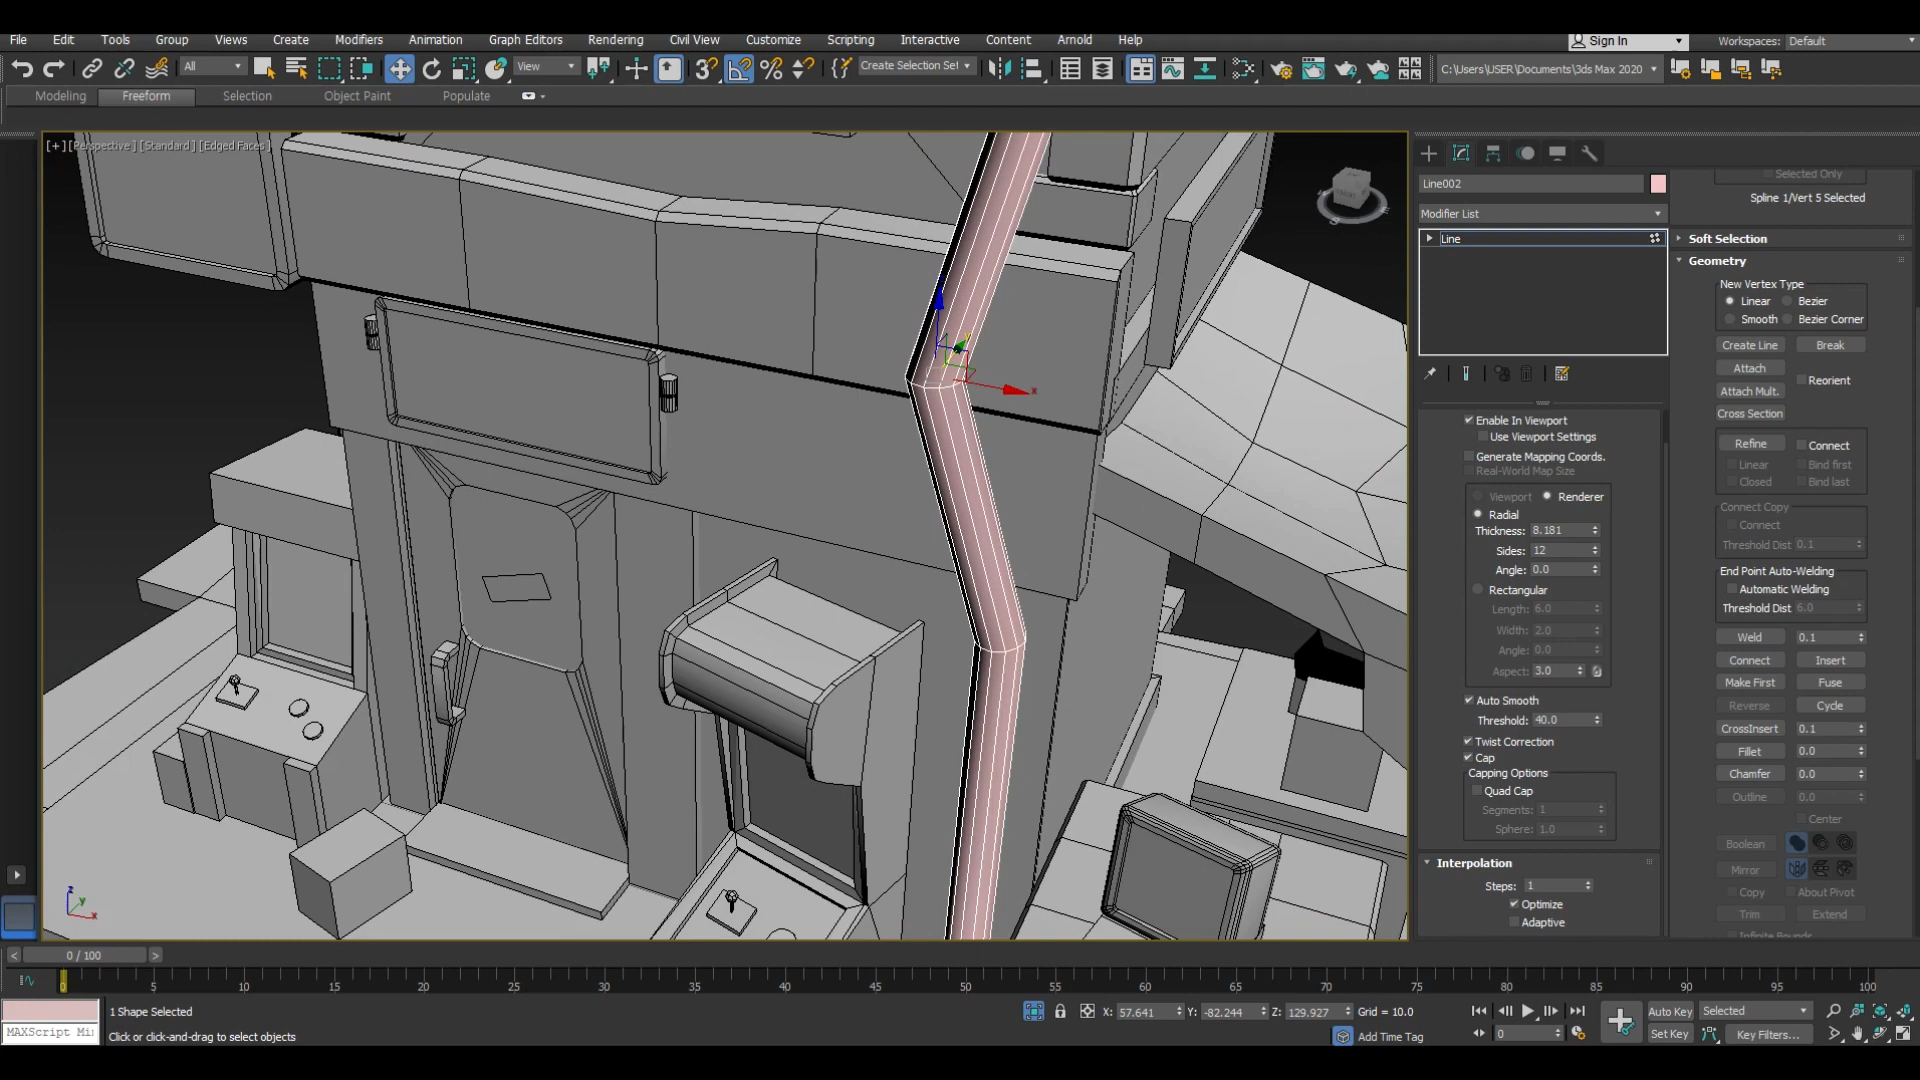 File Edit Tools Group Views Create Modifiers Animation Graph Editors Rendering Civil View Customize Scripting Interactive Content Arnold Help Sign In Workspaces: Default
All View Create Selection Set C:\Users\USER\Documents\3ds Max 2020
Modeling Freeform Selection Object Paint Populate
[+] [Perspective] [Standard] [Edged Faces]
Line002
Modifier List
Line
Enable In Viewport
Use Viewport Settings
Generate Mapping Coords.
Real-World Map Size
Viewport Renderer
Radial
Thickness: 8.181
Sides: 12
Angle: 0.0
Rectangular
Length: 6.0
Width: 2.0
Angle: 0.0
Aspect: 3.0
Auto Smooth
Threshold: 40.0
Twist Correction
Cap
Capping Options
Quad Cap
Segments: 1
Sphere: 1.0
Interpolation
Steps: 1
Optimize
Adaptive
Selected Only
Spline 1/Vert 5 Selected
Soft Selection
Geometry
New Vertex Type
Linear Bezier
Smooth Bezier Corner
Create Line Break
Attach
Reorient
Attach Mult.
Cross Section
Refine Connect
Linear Bind first
Closed Bind last
Connect Copy
Connect
Threshold Dist 0.1
End Point Auto-Welding
Automatic Welding
Threshold Dist 6.0
Weld 0.1
Connect Insert
Make First Fuse
Reverse Cycle
CrossInsert 0.1
Fillet 0.0
Chamfer 0.0
Outline 0.0
Center
Boolean
Mirror
Copy About Pivot
Trim Extend
Infinite Bounds
x
z
y
x
0 / 100
0 5 10 15 20 25 30 35 40 45 50 55 60 65 70 75 80 85 90 95 100
1 Shape Selected
X: 57.641 Y: -82.244 Z: 129.927 Grid = 10.0
Auto Key Selected
MAXScript Mi
Click or click-and-drag to select objects
Add Time Tag
0
Set Key Key Filters...